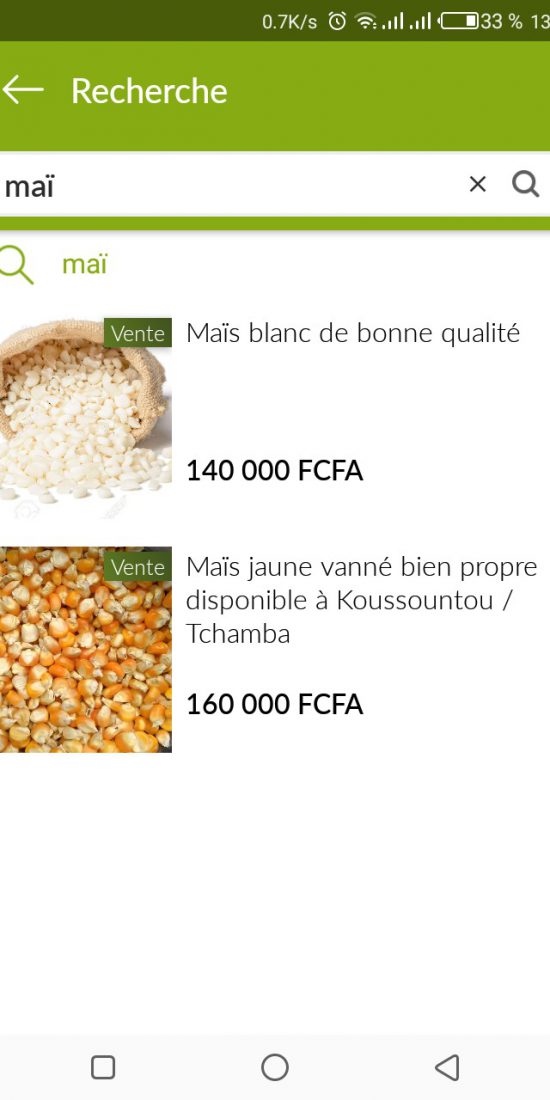 0.7K/s 33 % 13
Recherche
maï
maï
Vente
Maïs blanc de bonne qualité
140 000 FCFA
Vente
Maïs jaune vanné bien propre
disponible à Koussountou /
Tchamba
160 000 FCFA